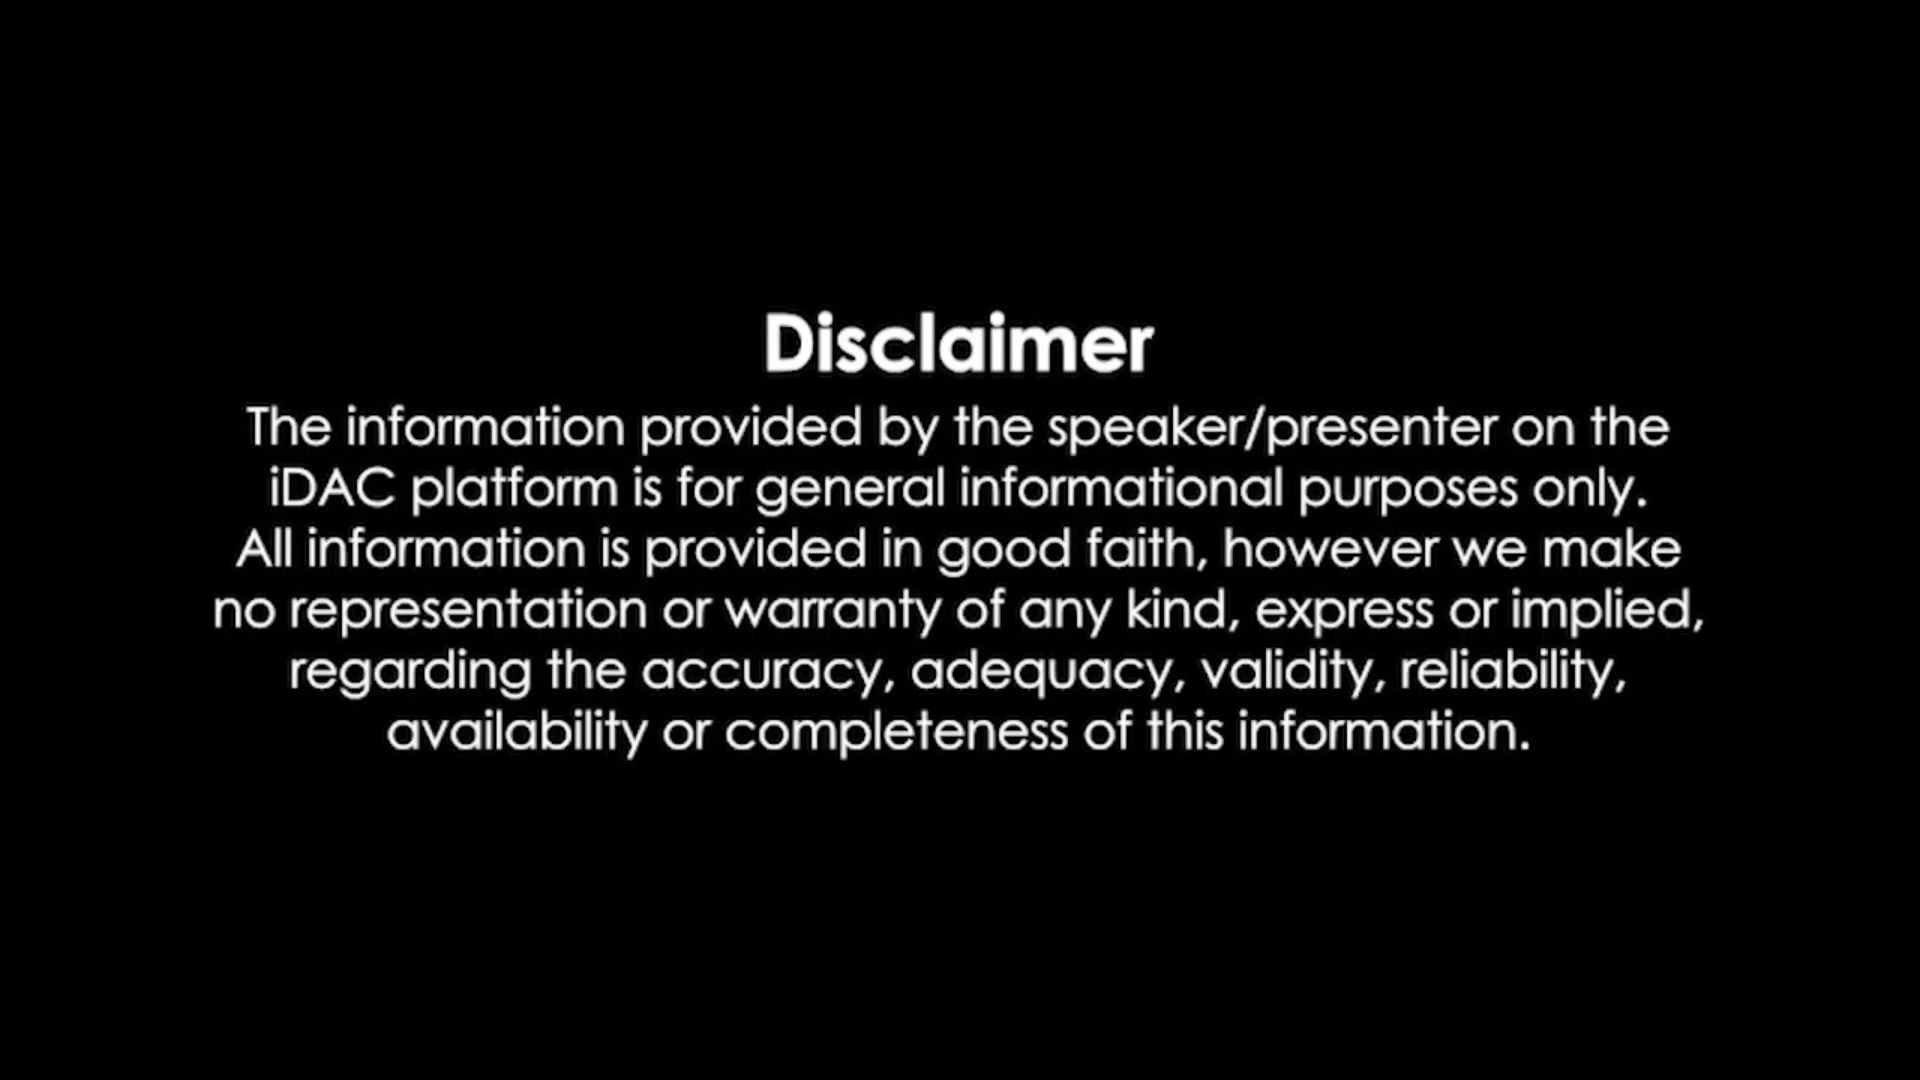 Disclaimer
The information provided by the speaker/presenter on the
iDAC platform is for general informational purposes only.
All information is provided in good faith, however we make
no representation or warranty of any kind, express or implied,
regarding the accuracy, adequacy, validity, reliability,
availability or completeness of this information.